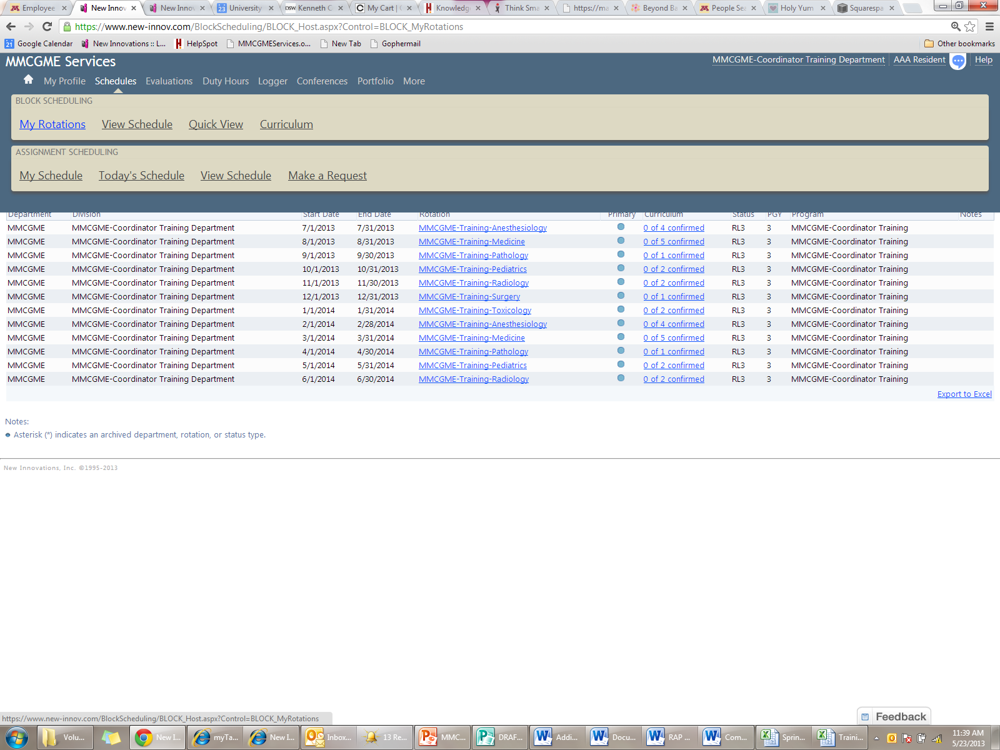 Employee New Innov New Innov University Kenneth C My Cart | Knowledge Think Sma https://ma Beyond Ba People Sea Holy Yum Squarespa
https://www.new-innov.com/BlockScheduling/BLOCK_Host.aspx?Control=BLOCK_MyRotations
21 Google Calendar New Innovations :: L... HelpSpot MMCGMEServices.o... New Tab Gophermail Other bookmarks
MMCGME Services MMCGME-Coordinator Training Department AAA Resident Help
My Profile Schedules Evaluations Duty Hours Logger Conferences Portfolio More
BLOCK SCHEDULING
My Rotations View Schedule Quick View Curriculum
ASSIGNMENT SCHEDULING
My Schedule Today's Schedule View Schedule Make a Request
Department Division Start Date End Date Rotation Primary Curriculum Status PGY Program Notes
MMCGME MMCGME-Coordinator Training Department 7/1/2013 7/31/2013 MMCGME-Training-Anesthesiology 0 of 4 confirmed RL3 3 MMCGME-Coordinator Training
MMCGME MMCGME-Coordinator Training Department 8/1/2013 8/31/2013 MMCGME-Training-Medicine 0 of 5 confirmed RL3 3 MMCGME-Coordinator Training
MMCGME MMCGME-Coordinator Training Department 9/1/2013 9/30/2013 MMCGME-Training-Pathology 0 of 1 confirmed RL3 3 MMCGME-Coordinator Training
MMCGME MMCGME-Coordinator Training Department 10/1/2013 10/31/2013 MMCGME-Training-Pediatrics 0 of 2 confirmed RL3 3 MMCGME-Coordinator Training
MMCGME MMCGME-Coordinator Training Department 11/1/2013 11/30/2013 MMCGME-Training-Radiology 0 of 2 confirmed RL3 3 MMCGME-Coordinator Training
MMCGME MMCGME-Coordinator Training Department 12/1/2013 12/31/2013 MMCGME-Training-Surgery 0 of 1 confirmed RL3 3 MMCGME-Coordinator Training
MMCGME MMCGME-Coordinator Training Department 1/1/2014 1/31/2014 MMCGME-Training-Toxicology 0 of 2 confirmed RL3 3 MMCGME-Coordinator Training
MMCGME MMCGME-Coordinator Training Department 2/1/2014 2/28/2014 MMCGME-Training-Anesthesiology 0 of 4 confirmed RL3 3 MMCGME-Coordinator Training
MMCGME MMCGME-Coordinator Training Department 3/1/2014 3/31/2014 MMCGME-Training-Medicine 0 of 5 confirmed RL3 3 MMCGME-Coordinator Training
MMCGME MMCGME-Coordinator Training Department 4/1/2014 4/30/2014 MMCGME-Training-Pathology 0 of 1 confirmed RL3 3 MMCGME-Coordinator Training
MMCGME MMCGME-Coordinator Training Department 5/1/2014 5/31/2014 MMCGME-Training-Pediatrics 0 of 2 confirmed RL3 3 MMCGME-Coordinator Training
MMCGME MMCGME-Coordinator Training Department 6/1/2014 6/30/2014 MMCGME-Training-Radiology 0 of 2 confirmed RL3 3 MMCGME-Coordinator Training
Export to Excel
Notes:
Asterisk (*) indicates an archived department, rotation, or status type.
New Innovations, Inc. ©1995-2013
https://www.new-innov.com/BlockScheduling/BLOCK_Host.aspx?Control=BLOCK_MyRotations
Feedback
Volu... New I... myTa... New I... Inbox... 13 Re... MMC... DRAF... Addi... Docu... RAP ... Com... Sprin... Traini... 11:39 AM
5/23/2013